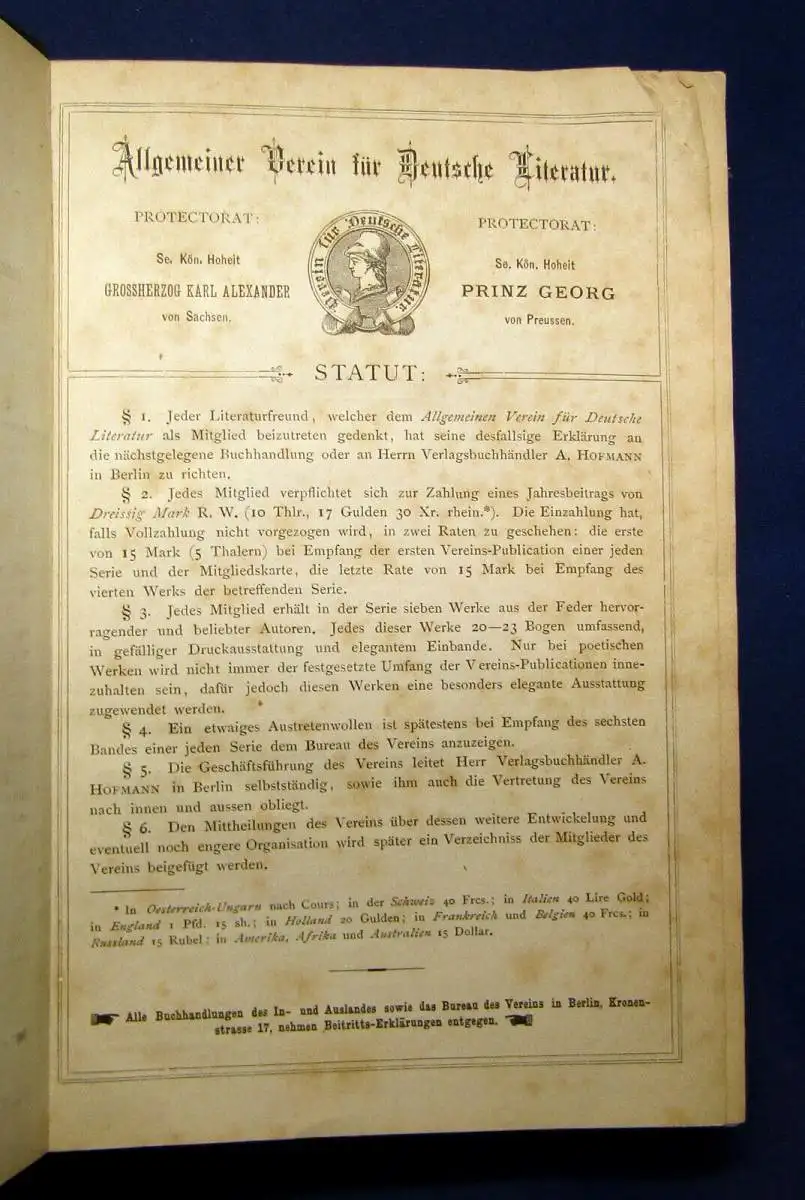 Allgemeiner Verein für Deutsche Literatur.
PROTECTORAT:
Se. Kön. Hoheit
GROSSHERZOG KARL ALEXANDER
von Sachsen.
Verein für Deutsche Literatur.
PROTECTORAT:
Se. Kön. Hoheit
PRINZ GEORG
von Preussen.
STATUT:
§ 1. Jeder Literaturfreund, welcher dem Allgemeinen Verein für Deutsche
Literatur als Mitglied beizutreten gedenkt, hat seine desfallsige Erklärung an
die nächstgelegene Buchhandlung oder an Herrn Verlagsbuchhändler A. HOFMANN
in Berlin zu richten.
§ 2. Jedes Mitglied verpflichtet sich zur Zahlung eines Jahresbeitrags von
Dreissig Mark R. W. (10 Thlr., 17 Gulden 30 Xr. rhein.*). Die Einzahlung hat,
falls Vollzahlung nicht vorgezogen wird, in zwei Raten zu geschehen: die erste
von 15 Mark (5 Thalern) bei Empfang der ersten Vereins-Publication einer jeden
Serie und der Mitgliedskarte, die letzte Rate von 15 Mark bei Empfang des
vierten Werks der betreffenden Serie.
§ 3. Jedes Mitglied erhält in der Serie sieben Werke aus der Feder hervor-
ragender und beliebter Autoren. Jedes dieser Werke 20—23 Bogen umfassend,
in gefälliger Druckausstattung und elegantem Einbande. Nur bei poetischen
Werken wird nicht immer der festgesetzte Umfang der Vereins-Publicationen inne-
zuhalten sein, dafür jedoch diesen Werken eine besonders elegante Ausstattung
zugewendet werden.
§ 4. Ein etwaiges Austretenwollen ist spätestens bei Empfang des sechsten
Bandes einer jeden Serie dem Bureau des Vereins anzuzeigen.
§ 5. Die Geschäftsführung des Vereins leitet Herr Verlagsbuchhändler A.
HOFMANN in Berlin selbstständig, sowie ihm auch die Vertretung des Vereins
nach innen und aussen obliegt.
§ 6. Den Mittheilungen des Vereins über dessen weitere Entwickelung und
eventuell noch engere Organisation wird später ein Verzeichniss der Mitglieder des
Vereins beigefügt werden.
* In Oesterreich-Ungarn nach Cours; in der Schweiz 40 Frcs.; in Italien 40 Lire Gold;
in England 1 Pfd. 15 sh.; in Holland 20 Gulden; in Frankreich und Belgien 40 Frcs.; in
Russland 15 Rubel; in Amerika, Afrika und Australien 15 Dollar.
Alle Buchhandlungen des In- und Auslandes sowie das Bureau des Vereins in Berlin, Kronen-
strasse 17, nehmen Beitritts-Erklärungen entgegen.